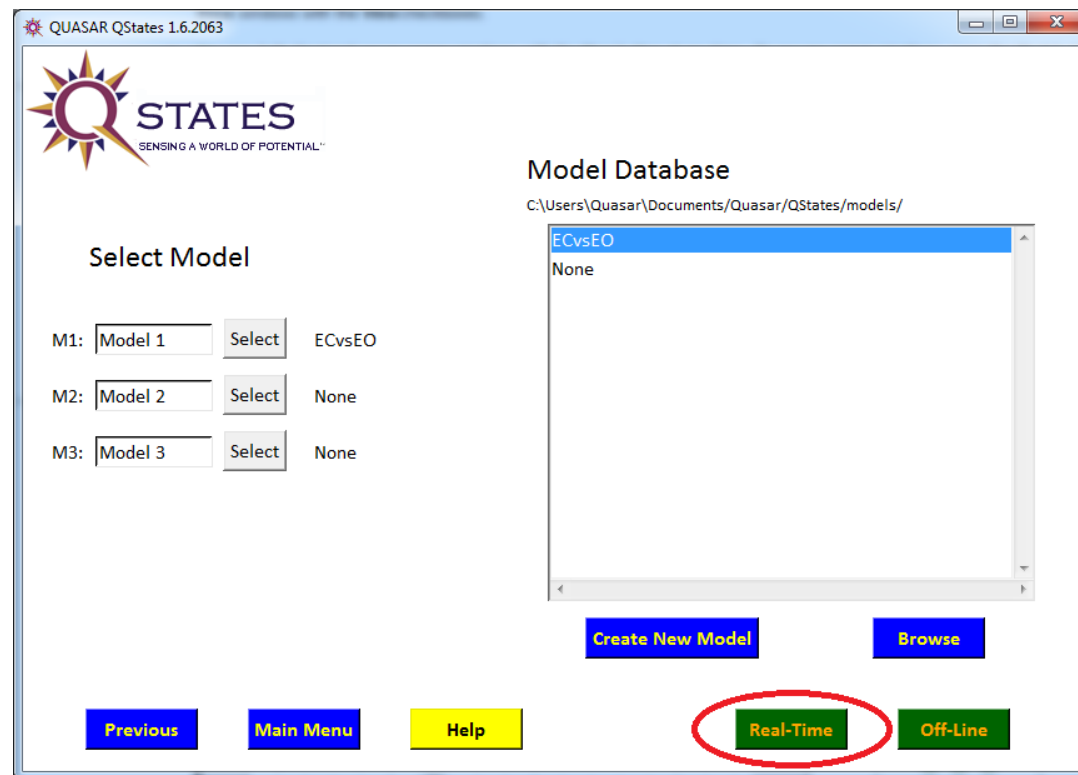 QUASAR QStates 1.6.2063
Q STATES
SENSING A WORLD OF POTENTIAL™
Model Database
C:\Users\Quasar\Documents/Quasar/QStates/models/
ECvsEO
None
Select Model
M1: Model 1 Select ECvsEO
M2: Model 2 Select None
M3: Model 3 Select None
Create New Model Browse
Previous Main Menu Help Real-Time Off-Line